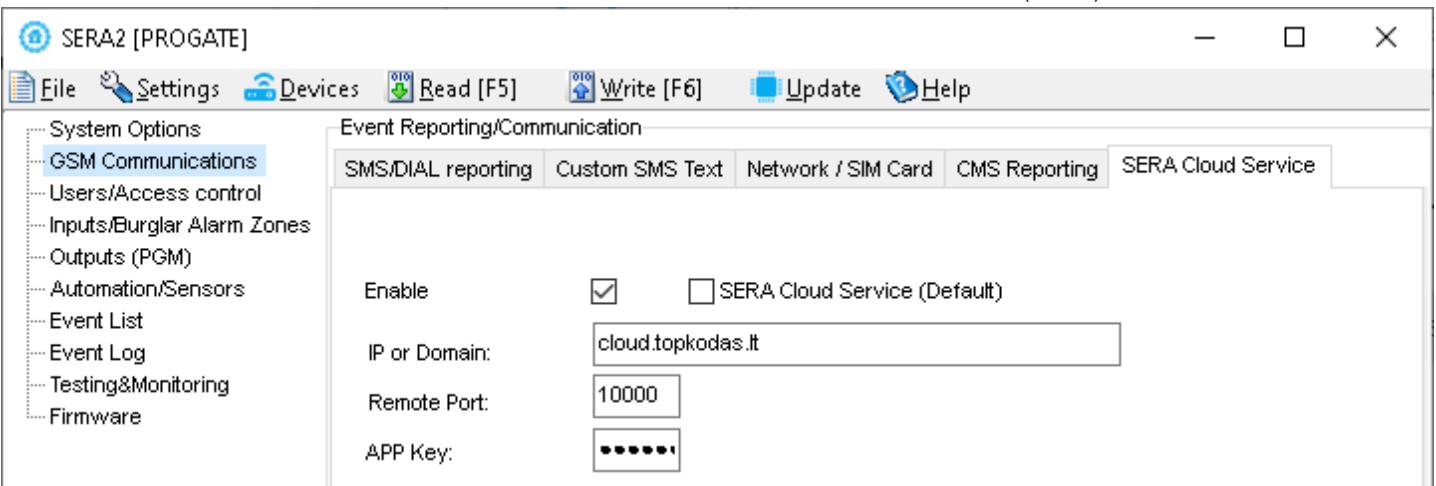 SERA2 [PROGATE]
File Settings Devices Read [F5] Write [F6] Update Help
System Options
GSM Communications
Users/Access control
Inputs/Burglar Alarm Zones
Outputs (PGM)
Automation/Sensors
Event List
Event Log
Testing&Monitoring
Firmware
Event Reporting/Communication
SMS/DIAL reporting Custom SMS Text Network / SIM Card CMS Reporting SERA Cloud Service
Enable SERA Cloud Service (Default)
IP or Domain: cloud.topkodas.lt
Remote Port: 10000
APP Key: